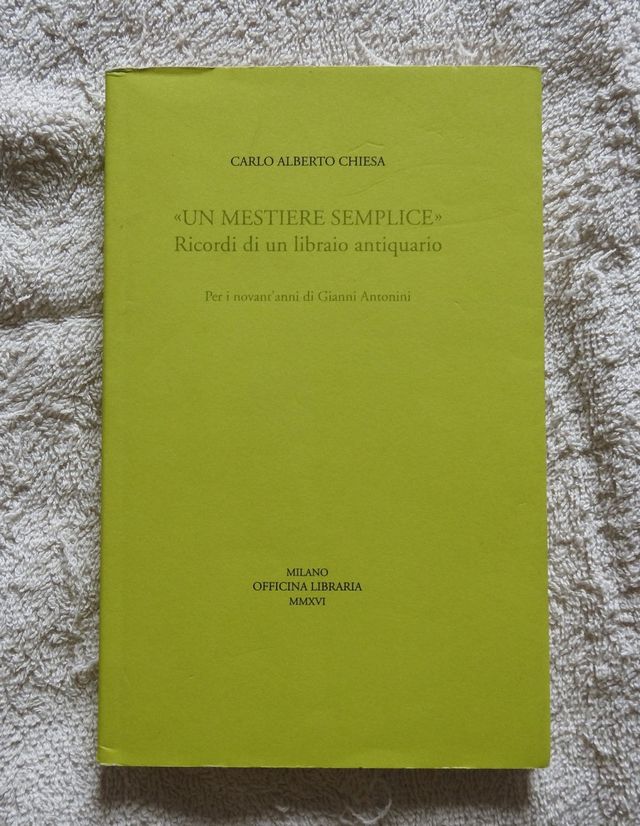 CARLO ALBERTO CHIESA
«UN MESTIERE SEMPLICE»
Ricordi di un libraio antiquario
Per i novant'anni di Gianni Antonini
MILANO
OFFICINA LIBRARIA
MMXVI